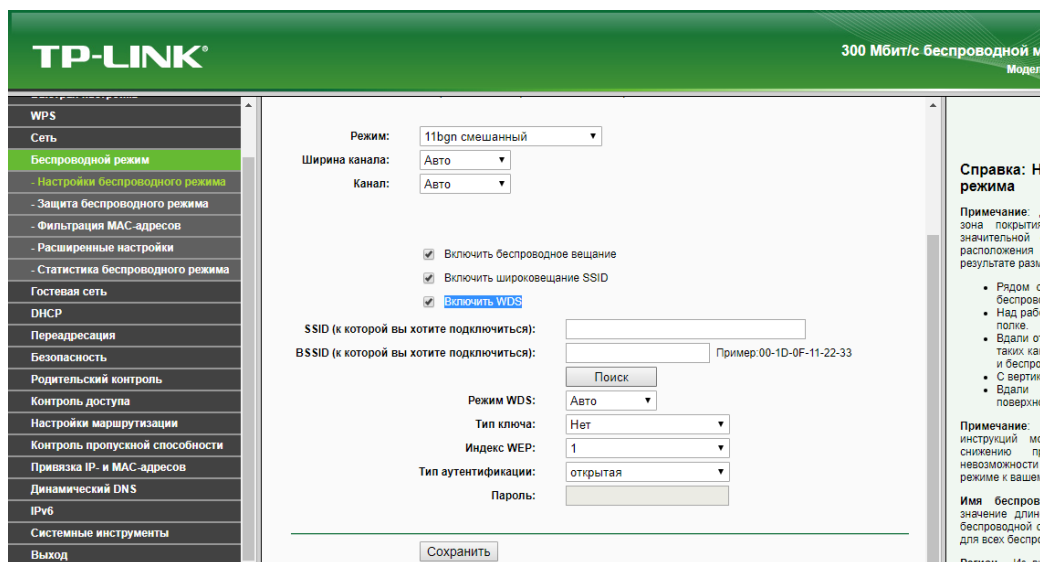 TP-LINK®
300 Мбит/с беспроводной
WPS
Сеть
Беспроводной режим
- Настройки беспроводного режима
- Защита беспроводного режима
- Фильтрация MAC-адресов
- Расширенные настройки
- Статистика беспроводного режима
Гостевая сеть
DHCP
Переадресация
Безопасность
Родительский контроль
Контроль доступа
Настройки маршрутизации
Контроль пропускной способности
Привязка IP- и MAC-адресов
Динамический DNS
IPv6
Системные инструменты
Выход
Режим: 11bgn смешанный
Ширина канала: Авто
Канал: Авто
Включить беспроводное вещание
Включить широковещание SSID
Включить WDS
SSID (к которой вы хотите подключиться):
BSSID (к которой вы хотите подключиться): Пример:00-1D-0F-11-22-33
Поиск
Режим WDS: Авто
Тип ключа: Нет
Индекс WEP: 1
Тип аутентификации: открытая
Пароль:
Сохранить
Справка:
режима
Примечание:
зона покрытия
значительной
расположения
• Рядом
• Над
полке.
• Вдали
таких
и
• С
• Вдали
Примечание:
инструкций
снижению
невозможности
режиме к
Имя
значение
беспроводной
для всех